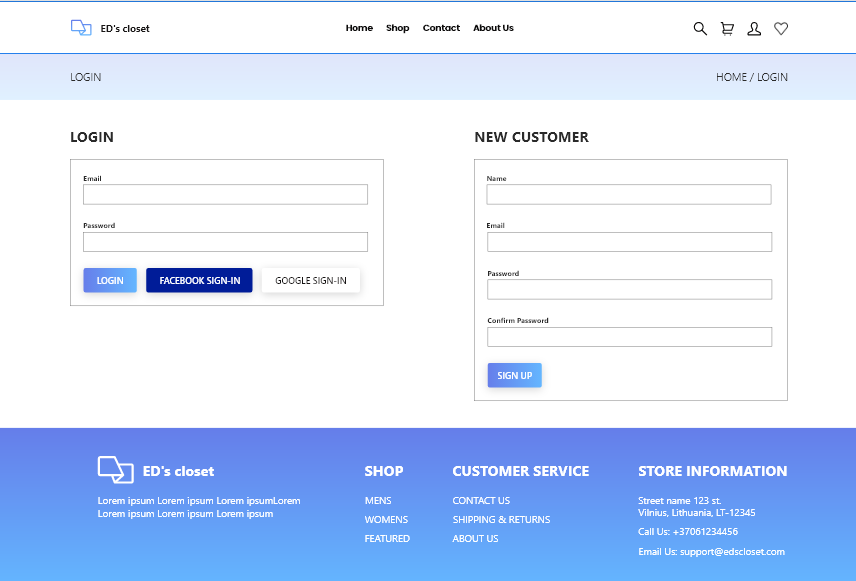 ED's closet
Home Shop Contact About Us
LOGIN
HOME / LOGIN
LOGIN
Email
Password
LOGIN FACEBOOK SIGN-IN GOOGLE SIGN-IN
NEW CUSTOMER
Name
Email
Password
Confirm Password
SIGN UP
ED's closet
Lorem ipsum Lorem ipsum Lorem ipsumLorem
Lorem ipsum Lorem ipsum Lorem ipsum
SHOP
MENS
WOMENS
FEATURED
CUSTOMER SERVICE
CONTACT US
SHIPPING & RETURNS
ABOUT US
STORE INFORMATION
Street name 123 st.
Vilnius, Lithuania, LT-12345
Call Us: +37061234456
Email Us: support@edscloset.com